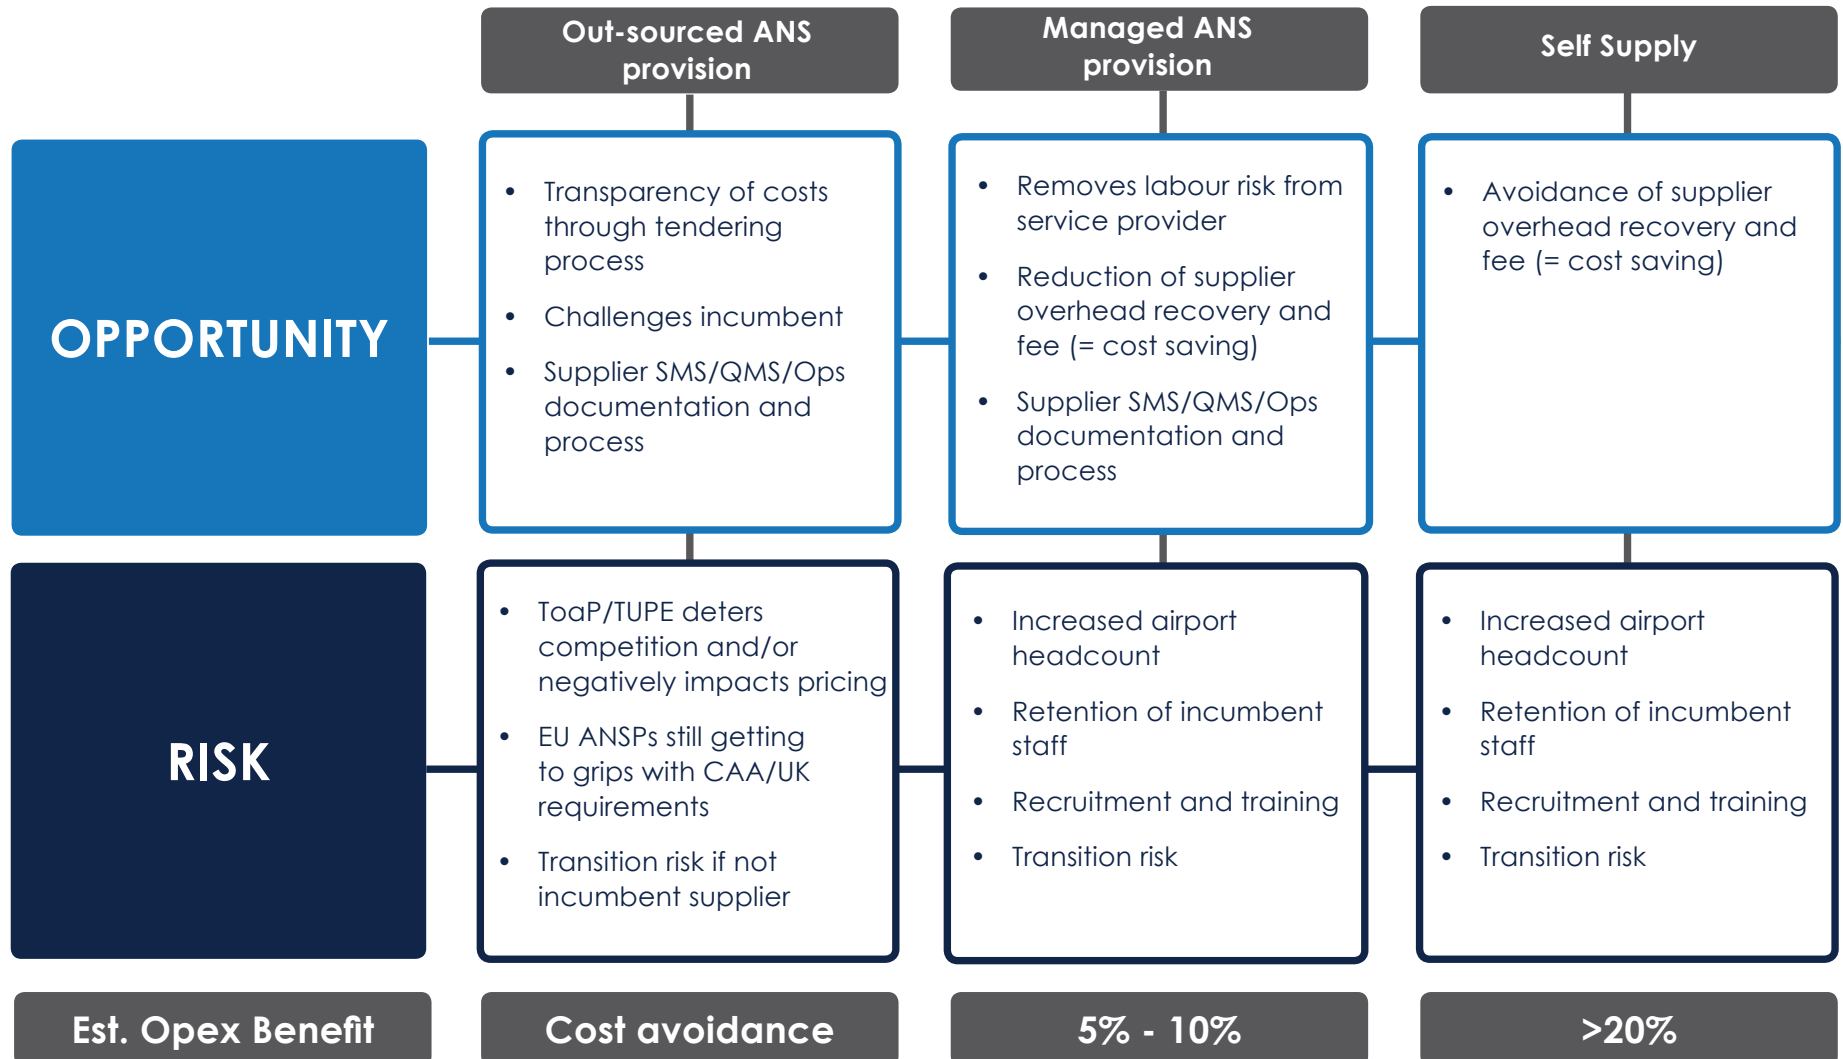 Out-sourced ANS
provision
Managed ANS
provision
Self Supply
OPPORTUNITY
• Transparency of costs
through tendering
process
• Challenges incumbent
• Supplier SMS/QMS/Ops
documentation and
process
• Removes labour risk from
service provider
• Reduction of supplier
overhead recovery and
fee (= cost saving)
• Supplier SMS/QMS/Ops
documentation and
process
• Avoidance of supplier
overhead recovery and
fee (= cost saving)
RISK
• ToaP/TUPE deters
competition and/or
negatively impacts pricing
• EU ANSPs still getting
to grips with CAA/UK
requirements
• Transition risk if not
incumbent supplier
• Increased airport
headcount
• Retention of incumbent
staff
• Recruitment and training
• Transition risk
• Increased airport
headcount
• Retention of incumbent
staff
• Recruitment and training
• Transition risk
Est. Opex Benefit
Cost avoidance
5% - 10%
>20%